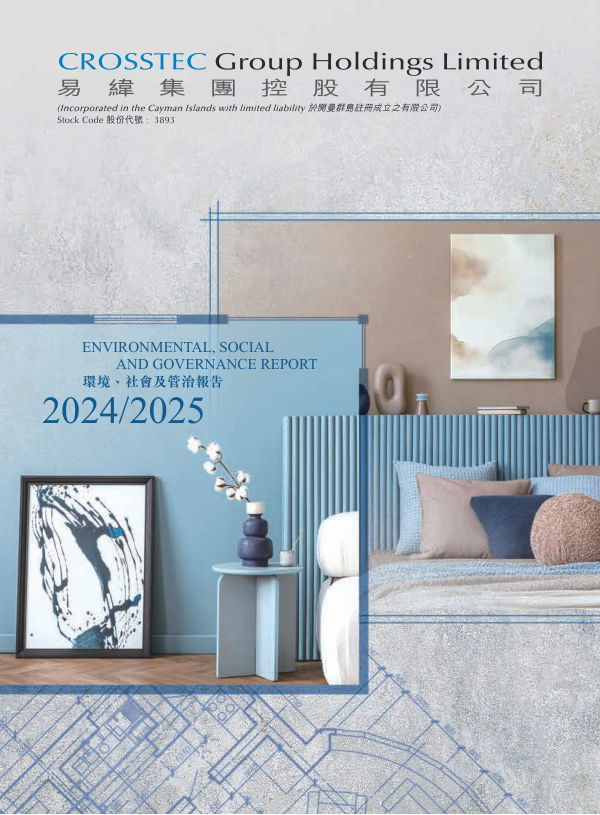 CROSSTEC Group Holdings Limited
易緯集團控股有限公司
(Incorporated in the Cayman Islands with limited liability 於開曼群島註冊成立之有限公司)
Stock Code 股份代號 : 3893
ENVIRONMENTAL, SOCIAL
AND GOVERNANCE REPORT
環境、社會及管治報告
2024/2025